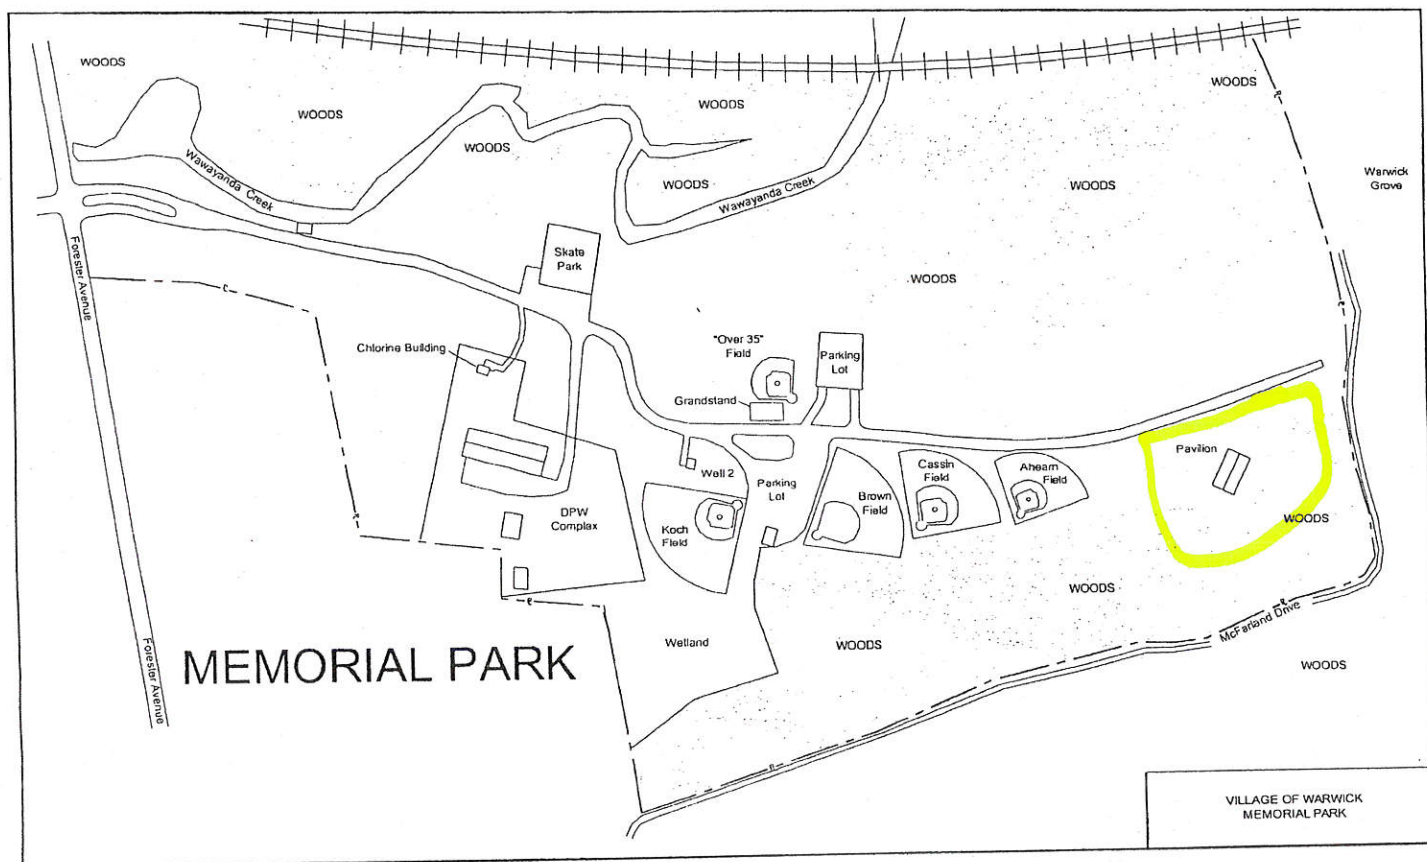 WOODS
WOODS
WOODS
WOODS
WOODS
WOODS
WOODS
Wawayanda Creek
Wawayanda Creek
Warwick
Grove
Forester Avenue
Skate
Park
WOODS
Chlorine Building
"Over 35"
Field
Parking
Lot
Grandstand
Well 2
Parking
Lot
Brown
Field
Cassin
Field
Ahearn
Field
Pavilion
DPW
Complex
Koch
Field
WOODS
WOODS
WOODS
Wetland
McFarland Drive
WOODS
Forester Avenue
MEMORIAL PARK
VILLAGE OF WARWICK
MEMORIAL PARK